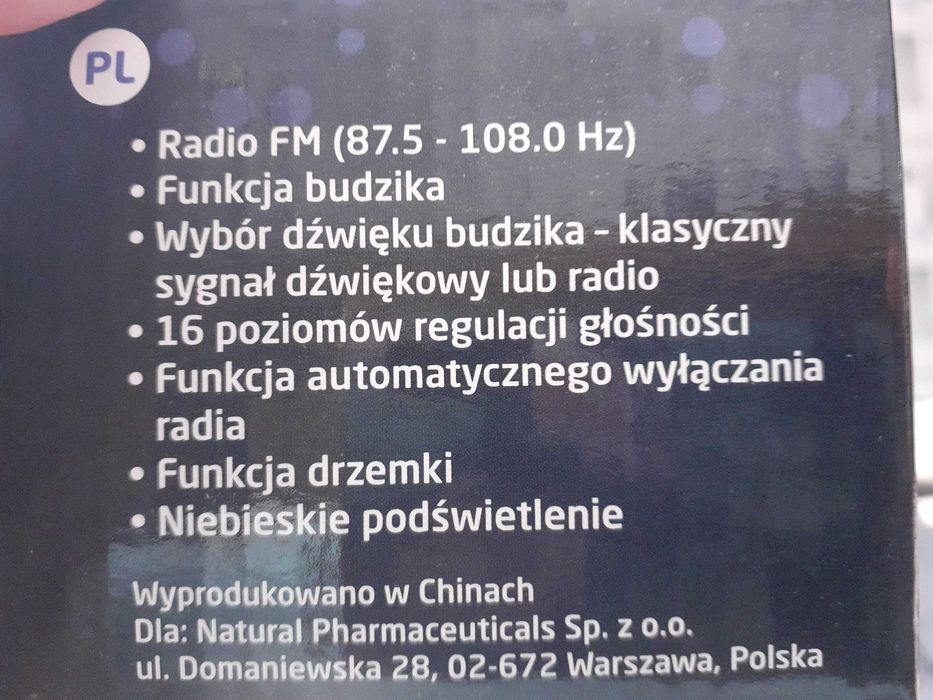 PL
• Radio FM (87.5 - 108.0 Hz)
• Funkcja budzika
• Wybór dźwięku budzika – klasyczny
sygnał dźwiękowy lub radio
• 16 poziomów regulacji głośności
• Funkcja automatycznego wyłączania
radia
• Funkcja drzemki
• Niebieskie podświetlenie
Wyprodukowano w Chinach
Dla: Natural Pharmaceuticals Sp. z o.o.
ul. Domaniewska 28, 02-672 Warszawa, Polska